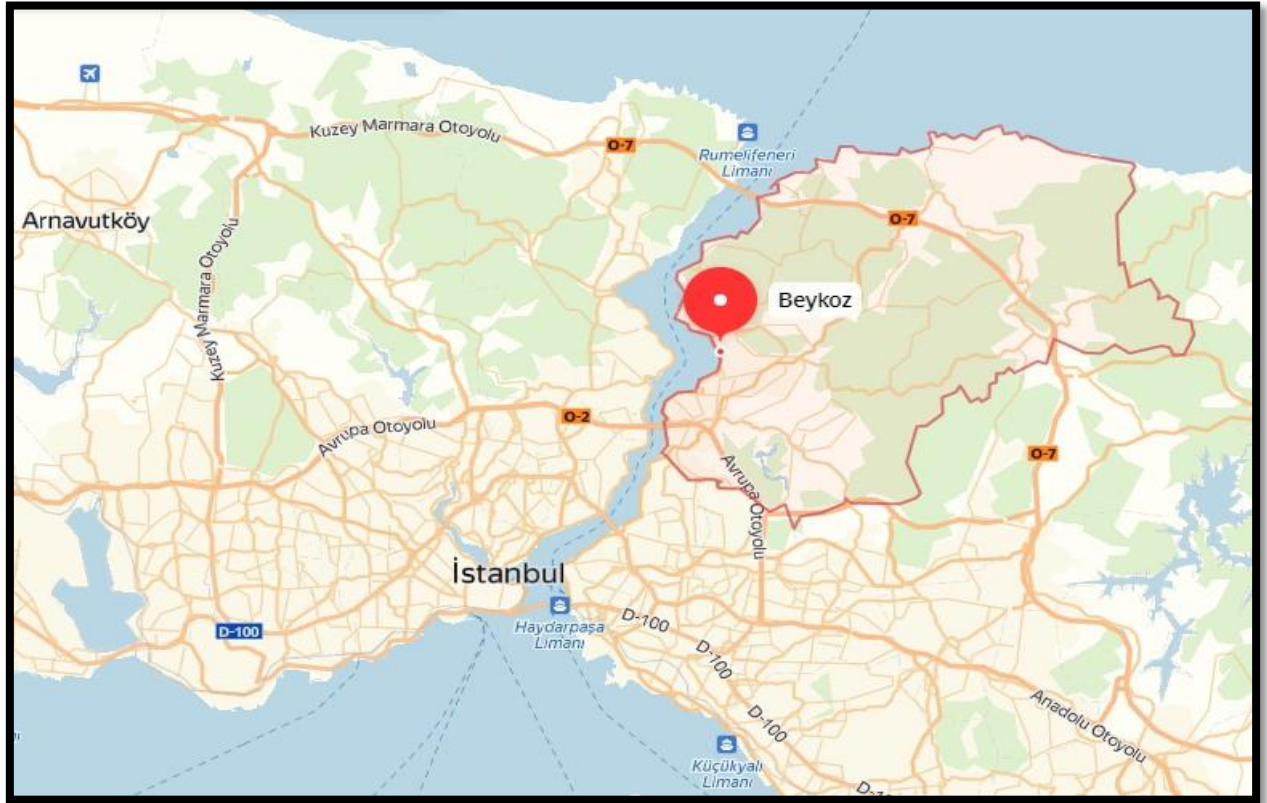 Kuzey Marmara Otoyolu
O-7
Rumelifeneri
Limanı
Arnavutköy
O-7
Kuzey Marmara Otoyolu
Beykoz
O-2
Avrupa Otoyolu
O-7
Avrupa Otoyolu
İstanbul
D-100
Haydarpaşa
Limanı
D-100
D-100
D-100
Anadolu Otoyolu
Küçükyalı
Limanı